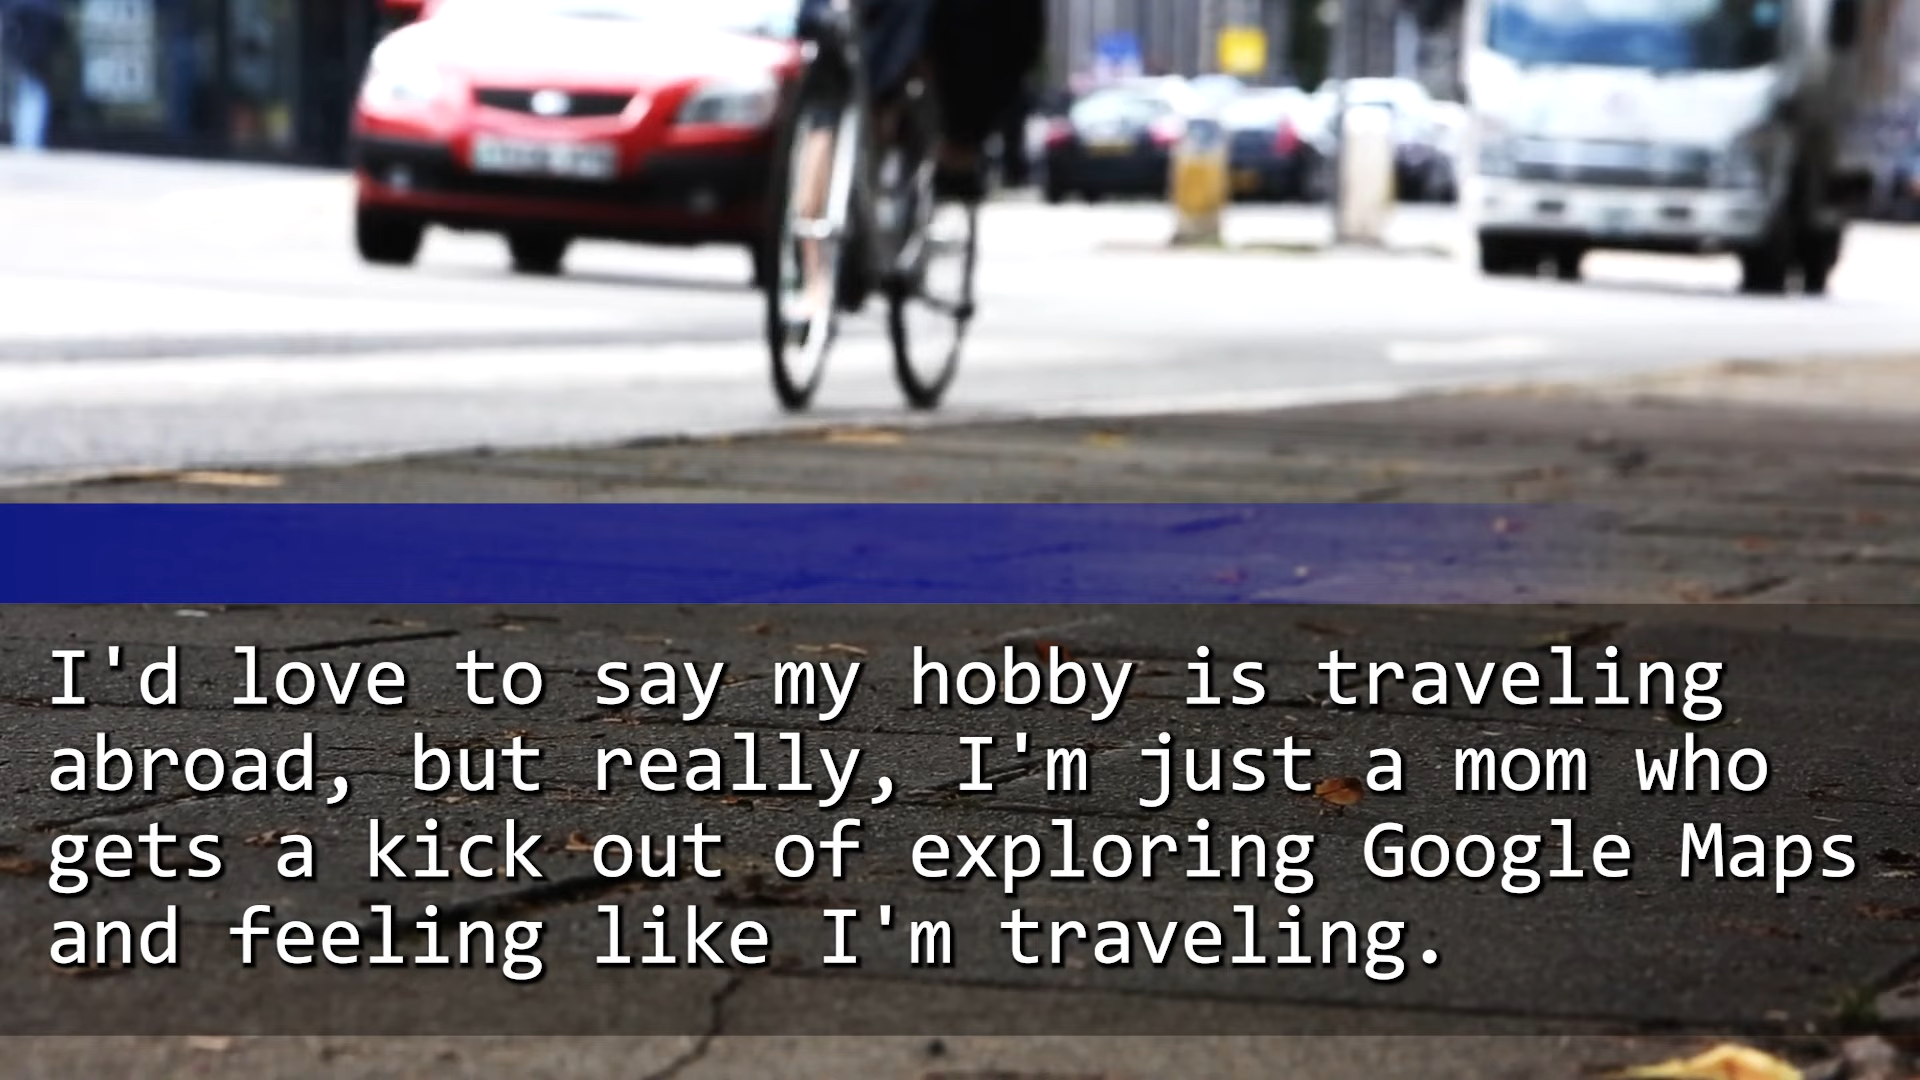 I'd love to say my hobby is traveling
abroad, but really, I'm just a mom who
gets a kick out of exploring Google Maps
and feeling like I'm traveling.